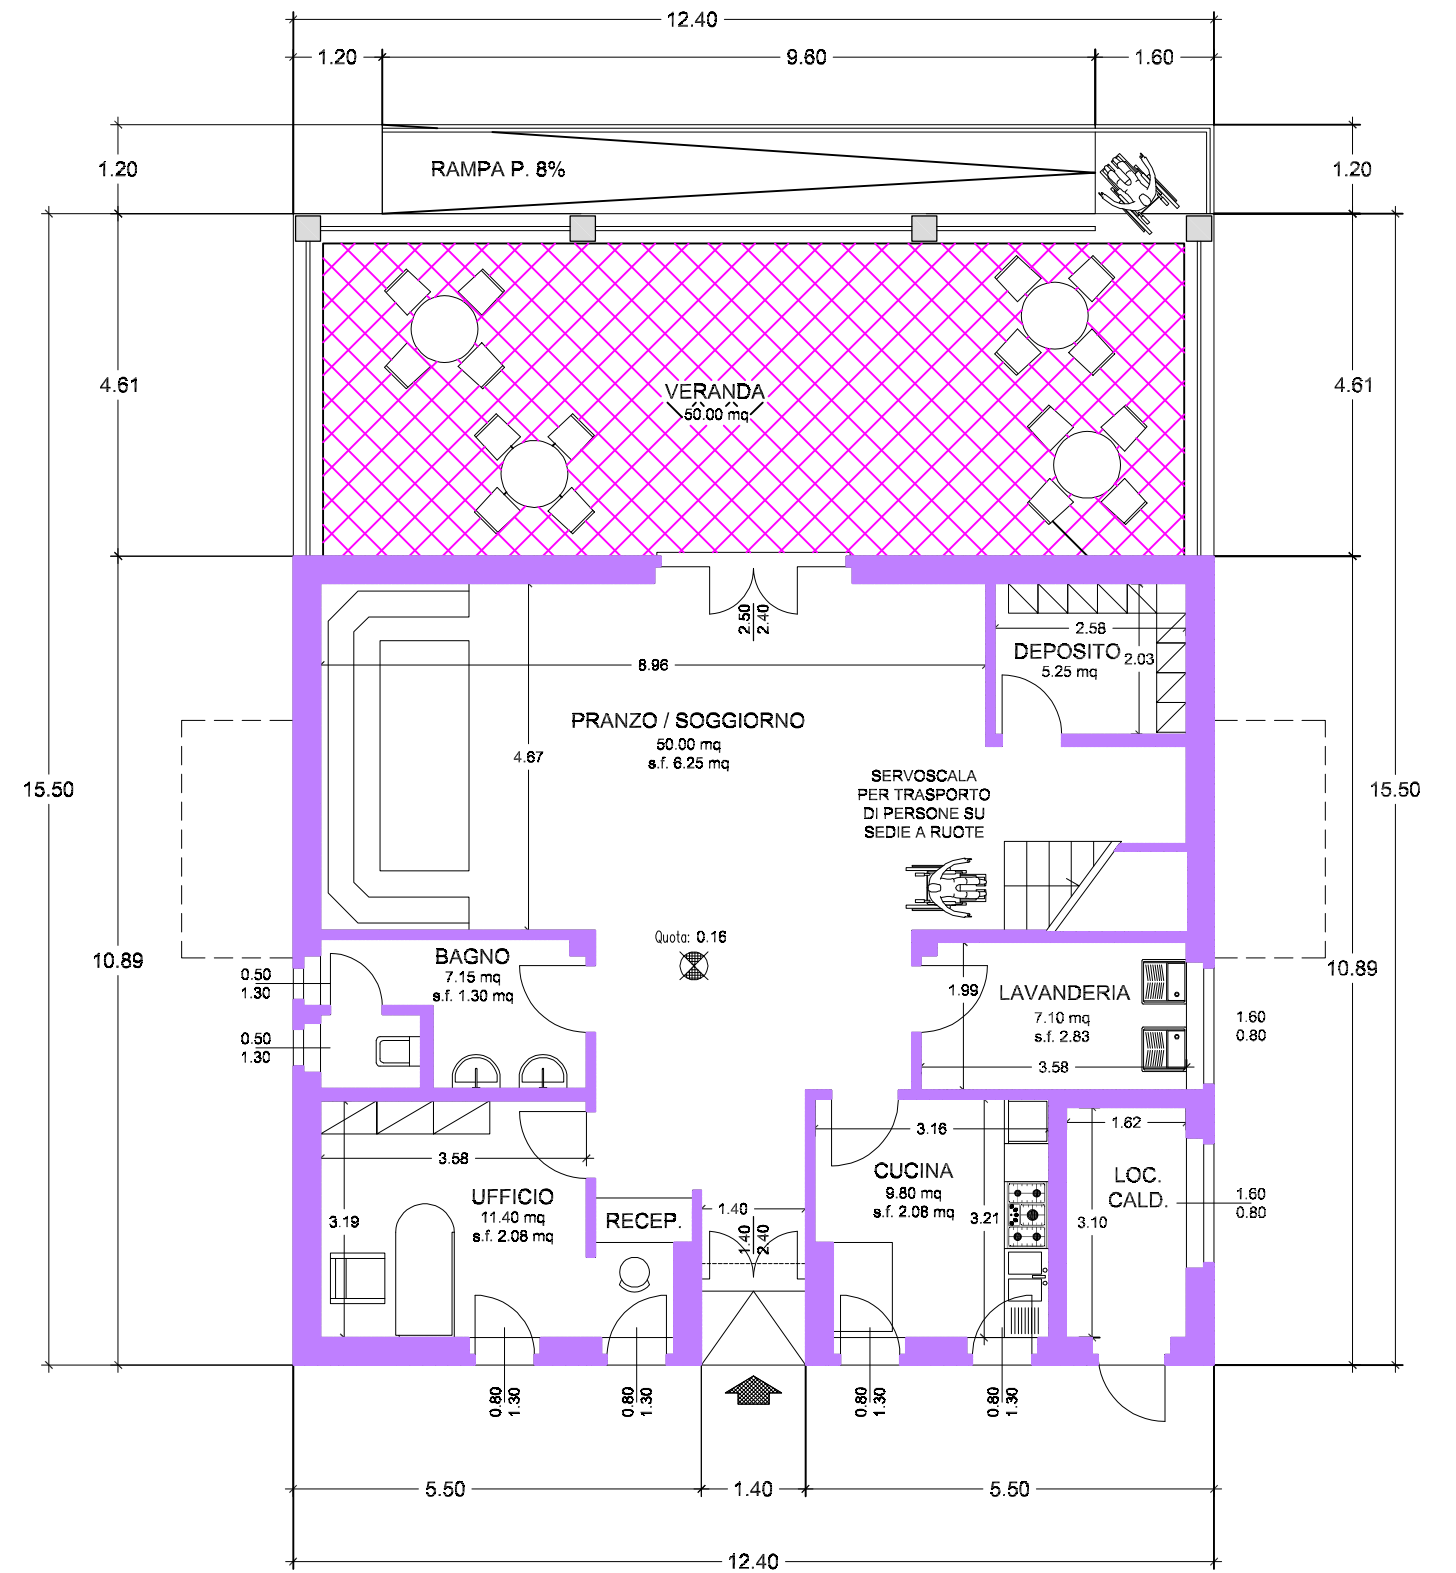 12.40
1.20
9.60
1.60
1.20
RAMPA P. 8%
1.20
4.61
VERANDA
50.00 mq
4.61
2.50
2.40
2.58
DEPOSITO
5.25 mq
2.03
8.96
PRANZO / SOGGIORNO
50.00 mq
s.f. 6.25 mq
4.67
SERVOSCALA
PER TRASPORTO
DI PERSONE SU
SEDIE A RUOTE
15.50
15.50
Quota: 0.16
10.89
BAGNO
7.15 mq
s.f. 1.30 mq
0.50
1.30
0.50
1.30
1.99
LAVANDERIA
7.10 mq
s.f. 2.83
3.58
1.60
0.80
10.89
3.58
UFFICIO
11.40 mq
s.f. 2.08 mq
3.19
RECEP.
1.40
1.40
2.40
3.16
CUCINA
9.80 mq
s.f. 2.08 mq
3.21
1.62
LOC.
CALD.
3.10
1.60
0.80
0.80
1.30
0.80
1.30
0.80
1.30
0.80
1.30
5.50
1.40
5.50
12.40